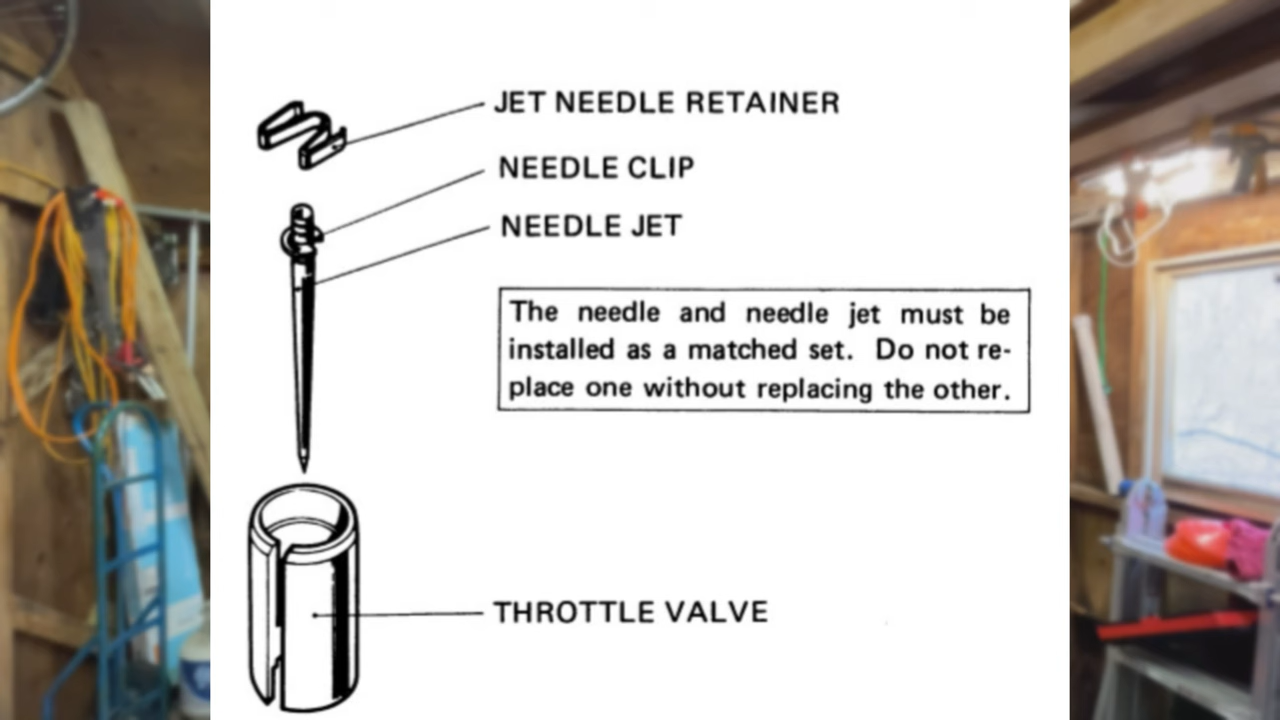 JET NEEDLE RETAINER
NEEDLE CLIP
NEEDLE JET
The needle and needle jet must be
installed as a matched set. Do not re-
place one without replacing the other.
THROTTLE VALVE